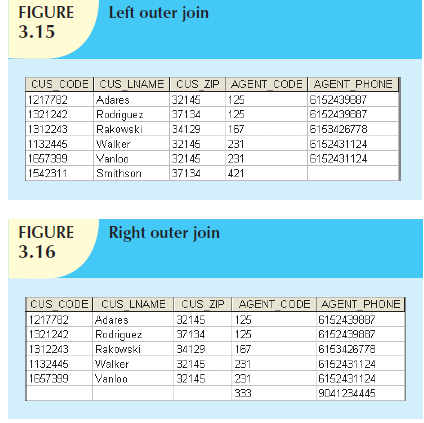 FIGURE 3.15 Left outer join
CUS_CODE CUS_LNAME CUS_ZIP AGENT_CODE AGENT_PHONE
1217782 Adares 32145 125 6152439887
1321242 Rodriguez 37134 125 6152439887
1312243 Rakowski 34129 167 6153426778
1132445 Walker 32145 231 6152431124
1657399 Vanloo 32145 231 6152431124
1542311 Smithson 37134 421
FIGURE 3.16 Right outer join
CUS_CODE CUS_LNAME CUS_ZIP AGENT_CODE AGENT_PHONE
1217782 Adares 32145 125 6152439887
1321242 Rodriguez 37134 125 6152439887
1312243 Rakowski 34129 167 6153426778
1132445 Walker 32145 231 6152431124
1657399 Vanloo 32145 231 6152431124
333 9041234445